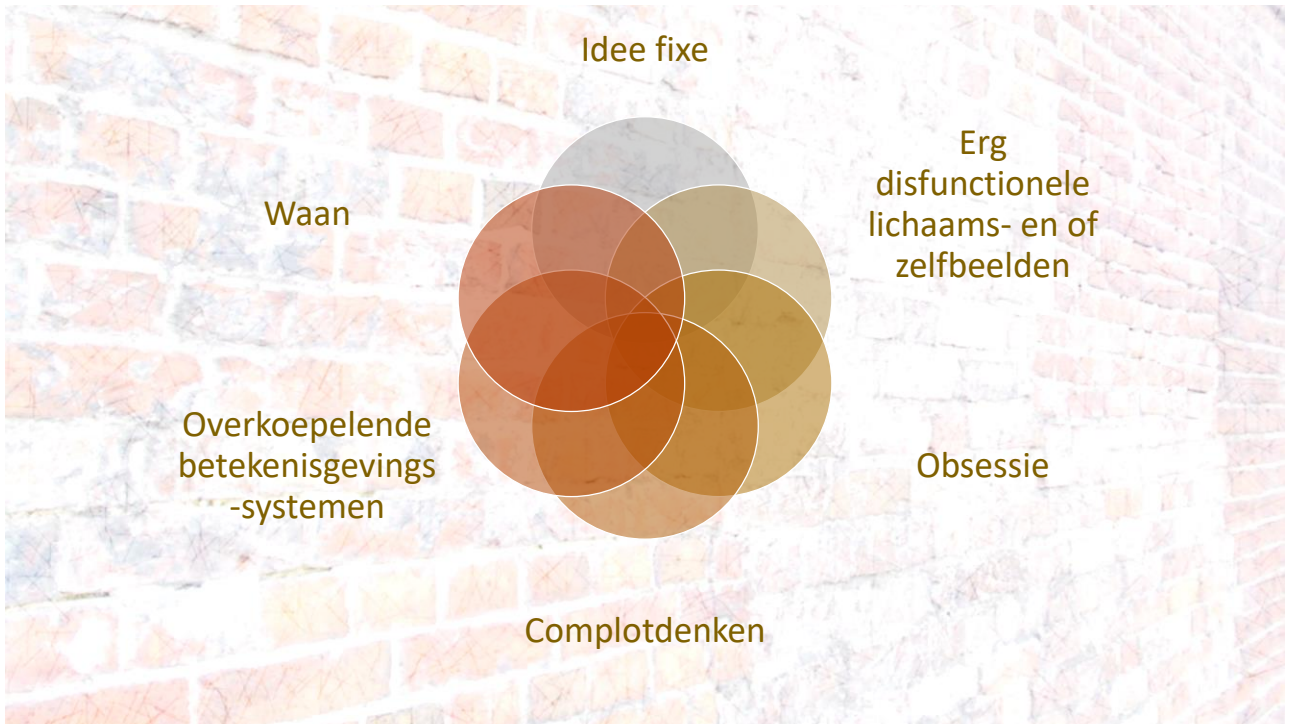 Idee fixe
Erg
disfunctionele
lichaams- en of
zelfbeelden
Waan
Overkoepelende
betekenisgevings
-systemen
Obsessie
Complotdenken